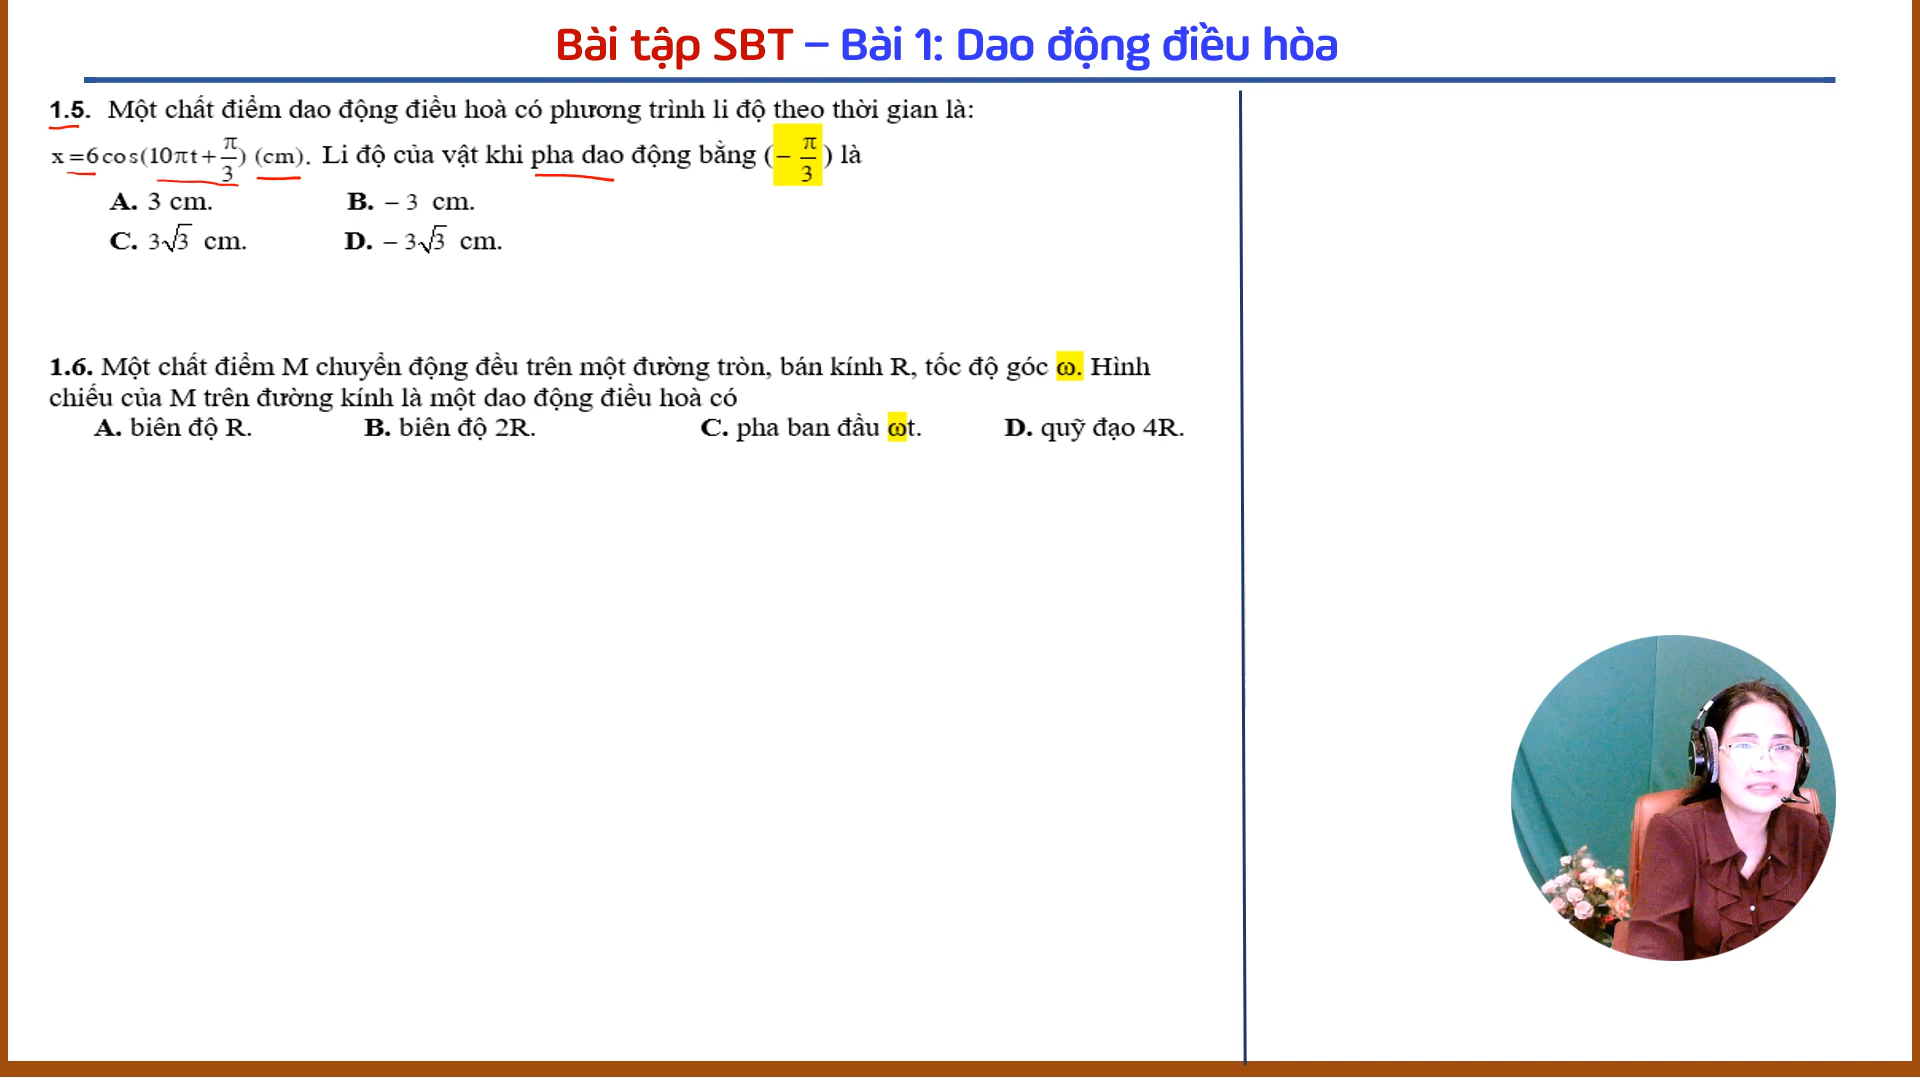 Bài tập SBT – Bài 1: Dao động điều hòa
1.5. Một chất điểm dao động điều hoà có phương trình li độ theo thời gian là:
x=6cos(10πt+π/3) (cm). Li độ của vật khi pha dao động bằng (– π/3) là
A. 3 cm. B. – 3 cm.
C. 3√3 cm. D. – 3√3 cm.
1.6. Một chất điểm M chuyển động đều trên một đường tròn, bán kính R, tốc độ góc ω. Hình
chiếu của M trên đường kính là một dao động điều hoà có
A. biên độ R. B. biên độ 2R. C. pha ban đầu ωt. D. quỹ đạo 4R.